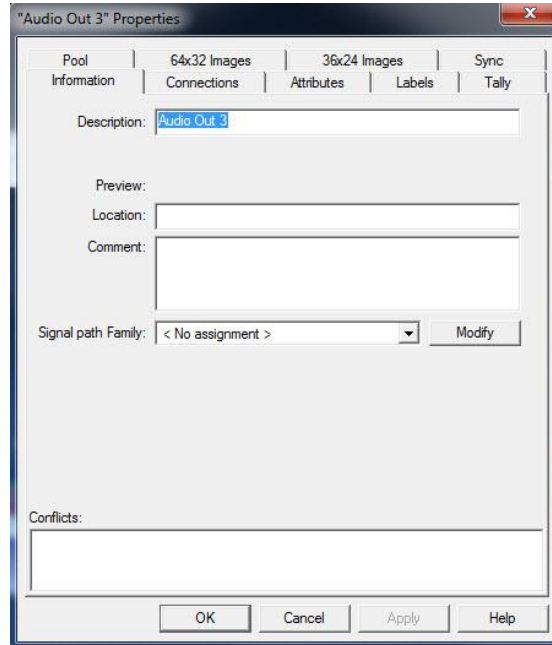 "Audio Out 3" Properties
Pool 64x32 Images 36x24 Images Sync
Information Connections Attributes Labels Tally
Description: Audio Out 3
Preview:
Location:
Comment:
Signal path Family: < No assignment > Modify
Conflicts:
OK Cancel Apply Help